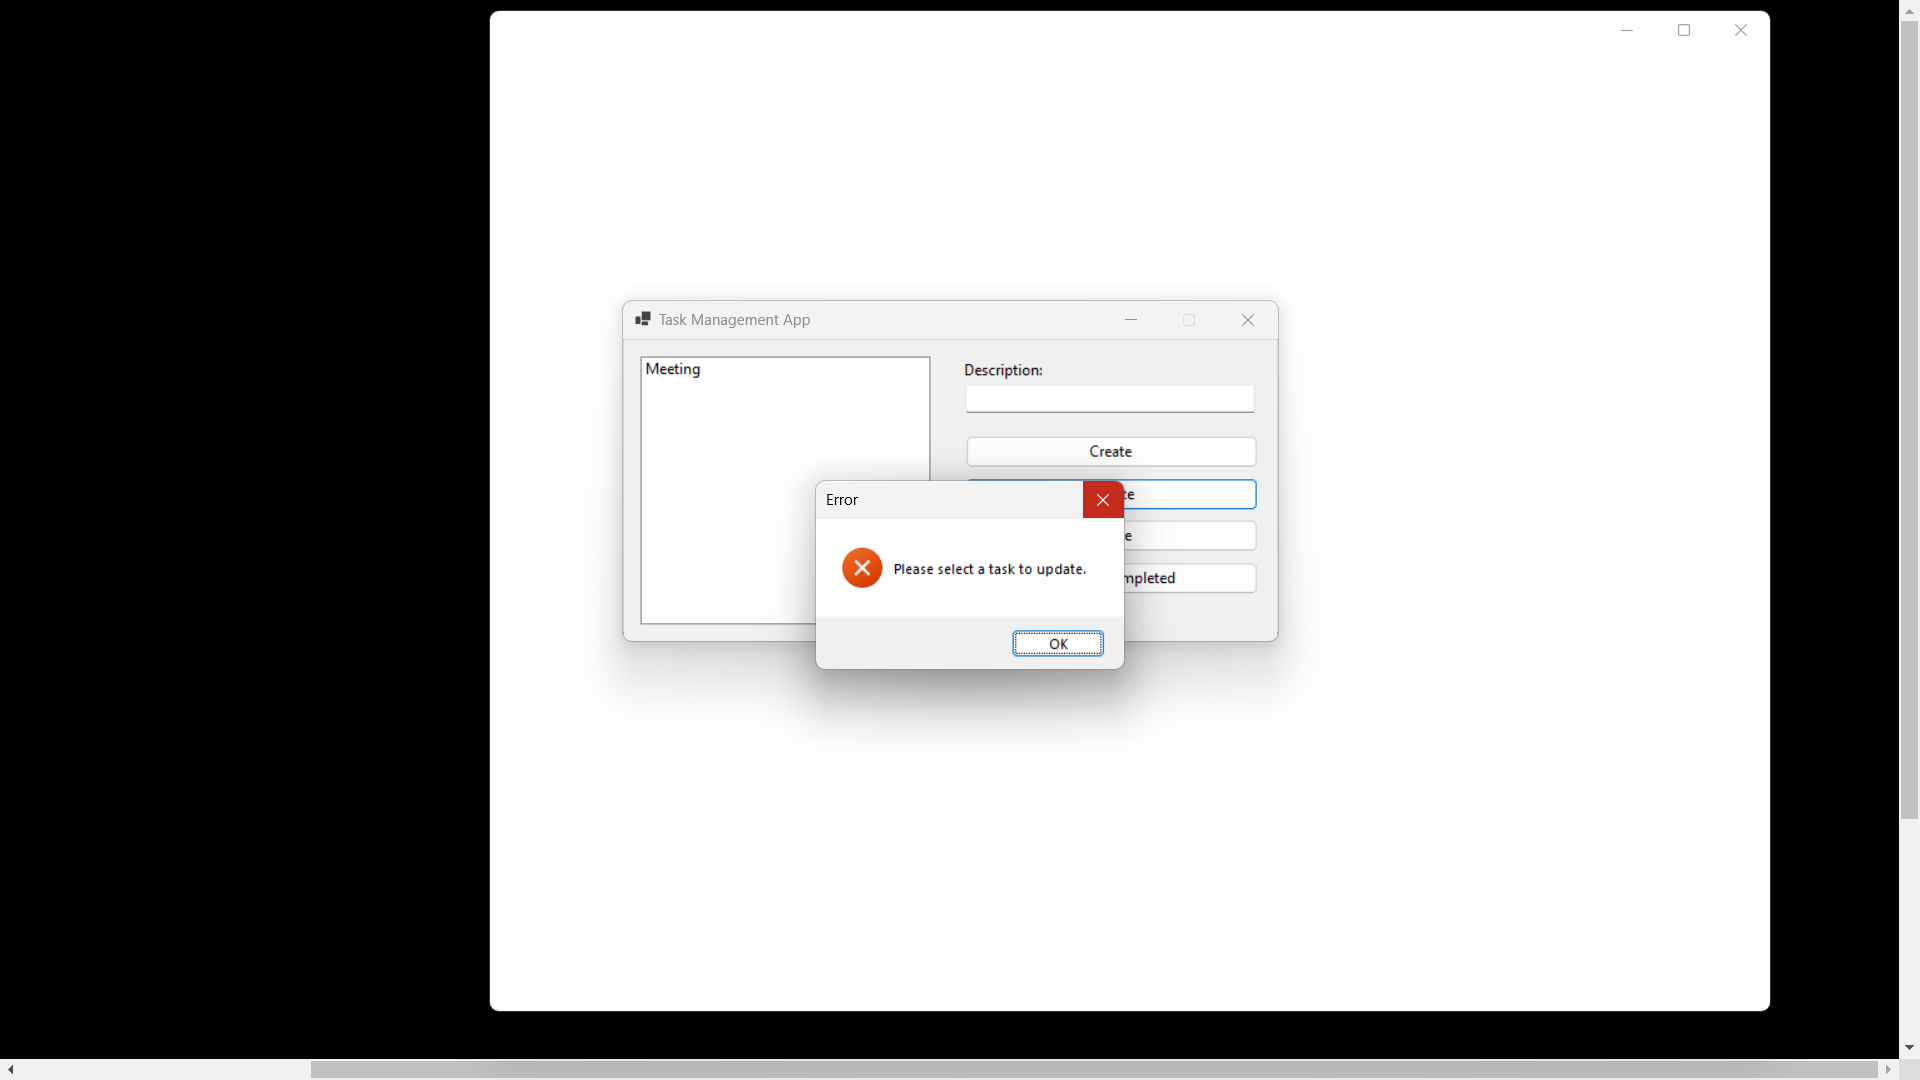 Task Management App
Meeting
Description:
Create
te
e
mpleted
Error
Please select a task to update.
OK